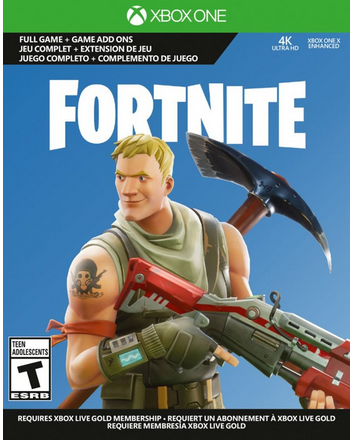 XBOX ONE
FULL GAME + GAME ADD ONS
JEU COMPLET + EXTENSION DE JEU
JUEGO COMPLETO + COMPLEMENTO DE JUEGO
4K
ULTRA HD
XBOX ONE X
ENHANCED
FORTNITE
TEEN
ADOLESCENTS
T
ESRB
REQUIRES XBOX LIVE GOLD MEMBERSHIP • REQUIERT UN ABONNEMENT À XBOX LIVE GOLD
REQUIERE MEMBRESÍA XBOX LIVE GOLD